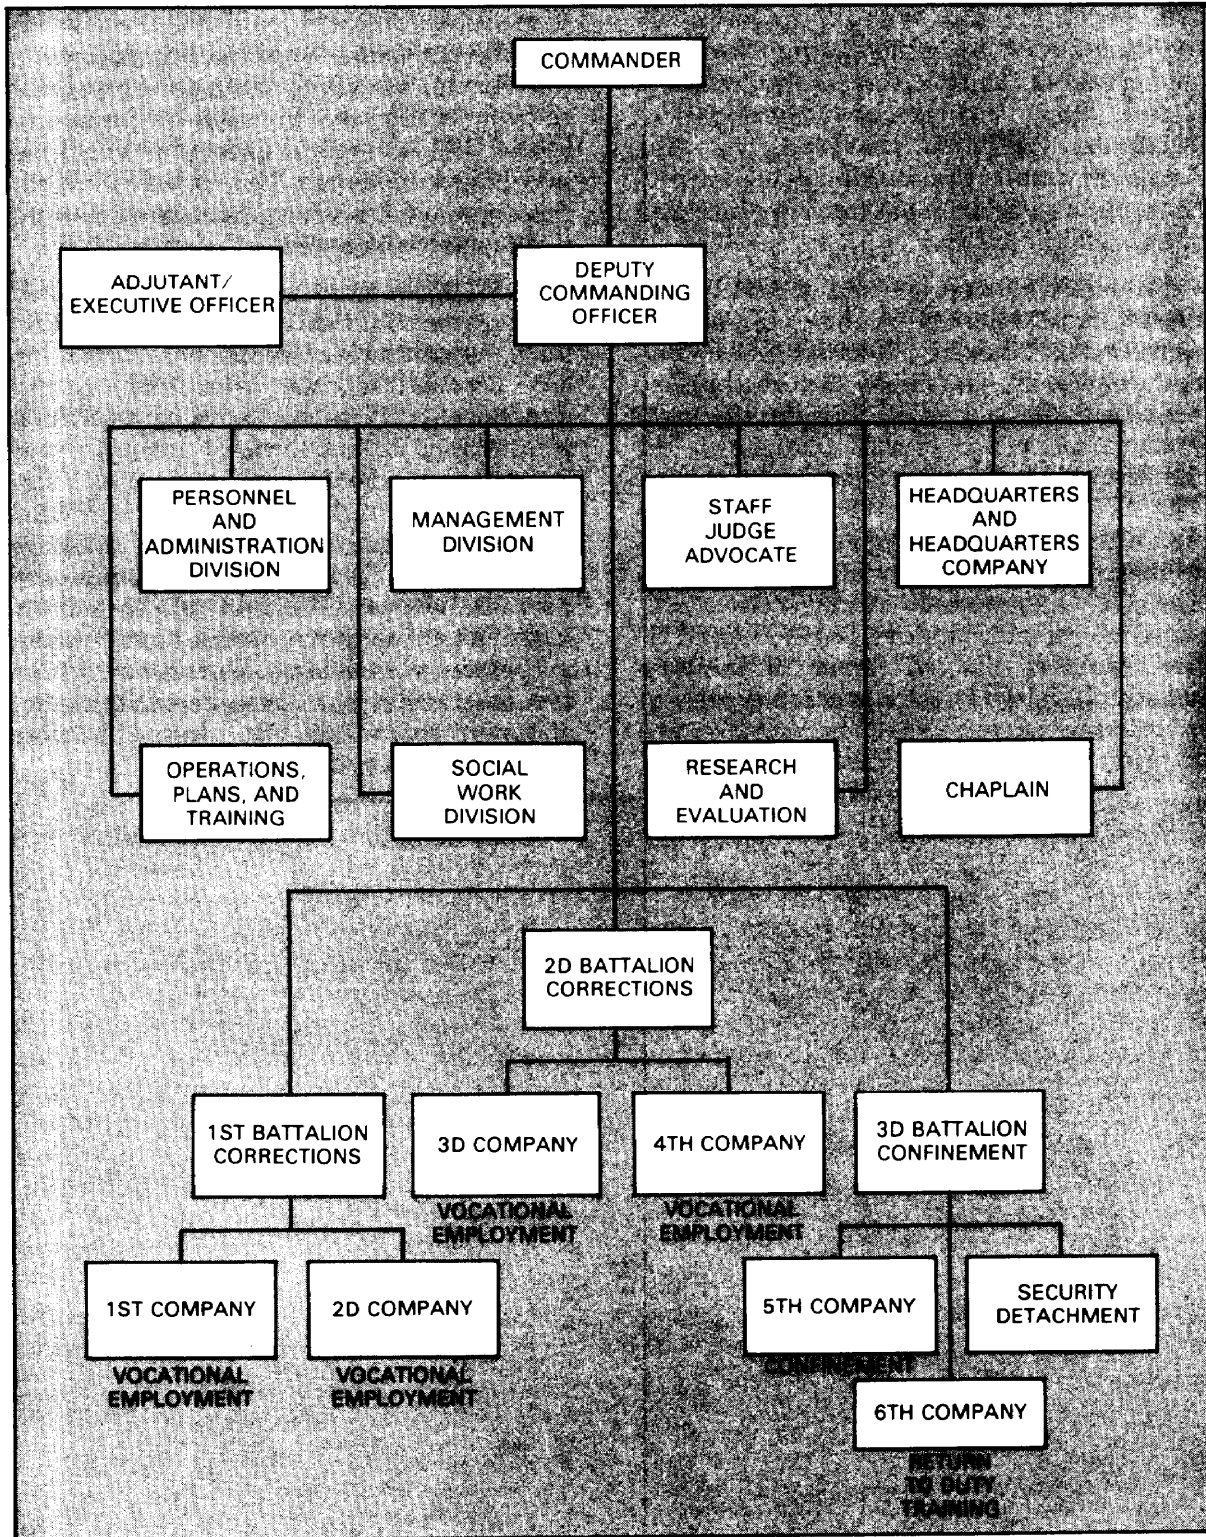 COMMANDER
ADJUTANT/
EXECUTIVE OFFICER
DEPUTY
COMMANDING
OFFICER
PERSONNEL
AND
ADMINISTRATION
DIVISION
MANAGEMENT
DIVISION
STAFF
JUDGE
ADVOCATE
HEADQUARTERS
AND
HEADQUARTERS
COMPANY
OPERATIONS,
PLANS, AND
TRAINING
SOCIAL
WORK
DIVISION
RESEARCH
AND
EVALUATION
CHAPLAIN
2D BATTALION
CORRECTIONS
1ST BATTALION
CORRECTIONS
3D COMPANY
VOCATIONAL
EMPLOYMENT
4TH COMPANY
VOCATIONAL
EMPLOYMENT
3D BATTALION
CONFINEMENT
1ST COMPANY
VOCATIONAL
EMPLOYMENT
2D COMPANY
VOCATIONAL
EMPLOYMENT
5TH COMPANY
CONFINEMENT
SECURITY
DETACHMENT
6TH COMPANY
RETURN
TO DUTY
TRAINING